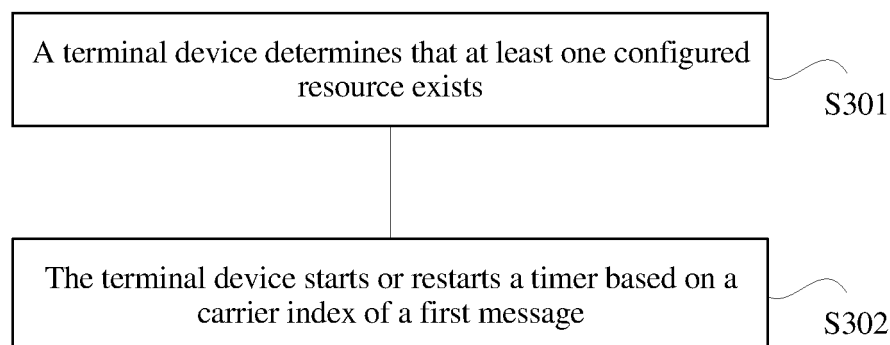 A terminal device determines that at least one configured
resource exists
S301
The terminal device starts or restarts a timer based on a
carrier index of a first message
S302